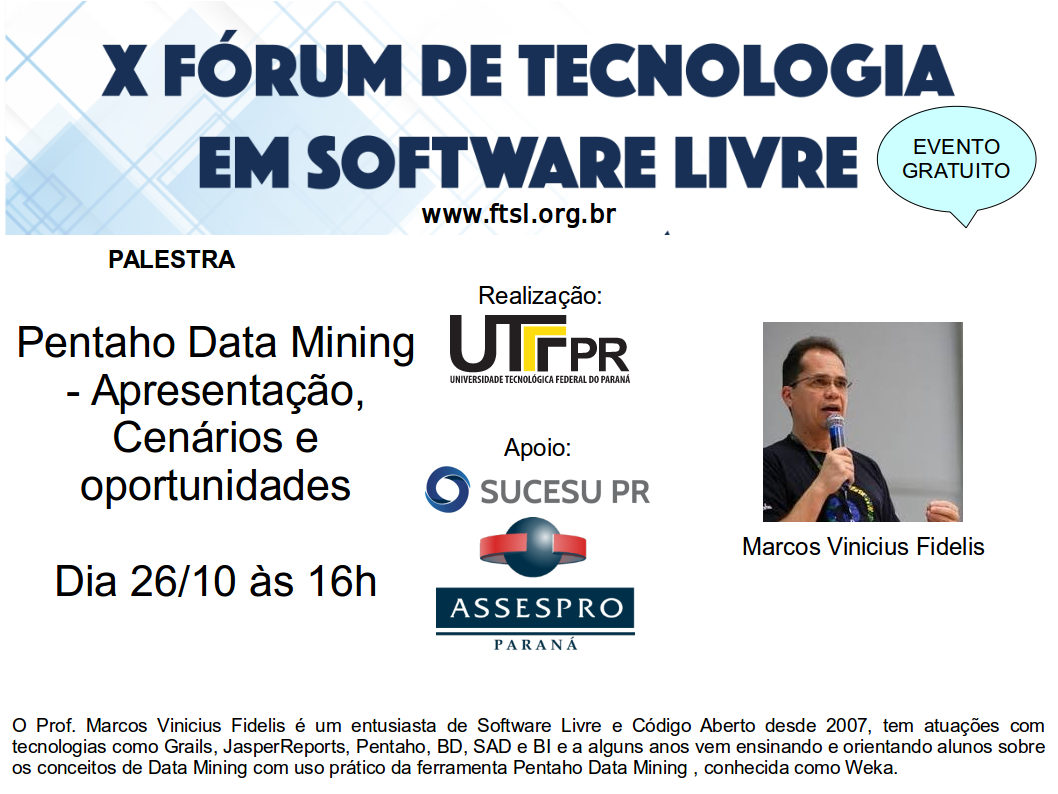 X FÓRUM DE TECNOLOGIA
EM SOFTWARE LIVRE
EVENTO
GRATUITO
www.ftsl.org.br
PALESTRA
Pentaho Data Mining
- Apresentação,
Cenários e
oportunidades
Dia 26/10 às 16h
Realização:
UTFPR
UNIVERSIDADE TECNOLÓGICA FEDERAL DO PARANÁ
Apoio:
SUCESU PR
ASSESPRO
PARANÁ
Marcos Vinicius Fidelis
O Prof. Marcos Vinicius Fidelis é um entusiasta de Software Livre e Código Aberto desde 2007, tem atuações com
tecnologias como Grails, JasperReports, Pentaho, BD, SAD e BI e a alguns anos vem ensinando e orientando alunos sobre
os conceitos de Data Mining com uso prático da ferramenta Pentaho Data Mining , conhecida como Weka.